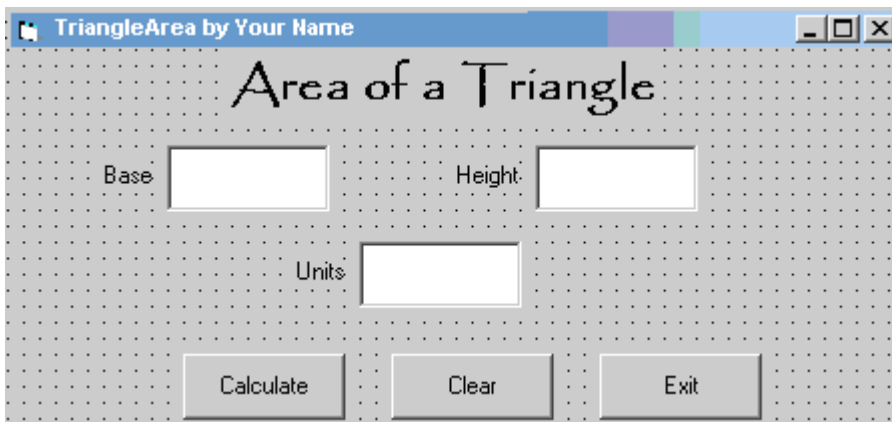 TriangleArea by Your Name
Area of a Triangle
Base Height
Units
Calculate Clear Exit